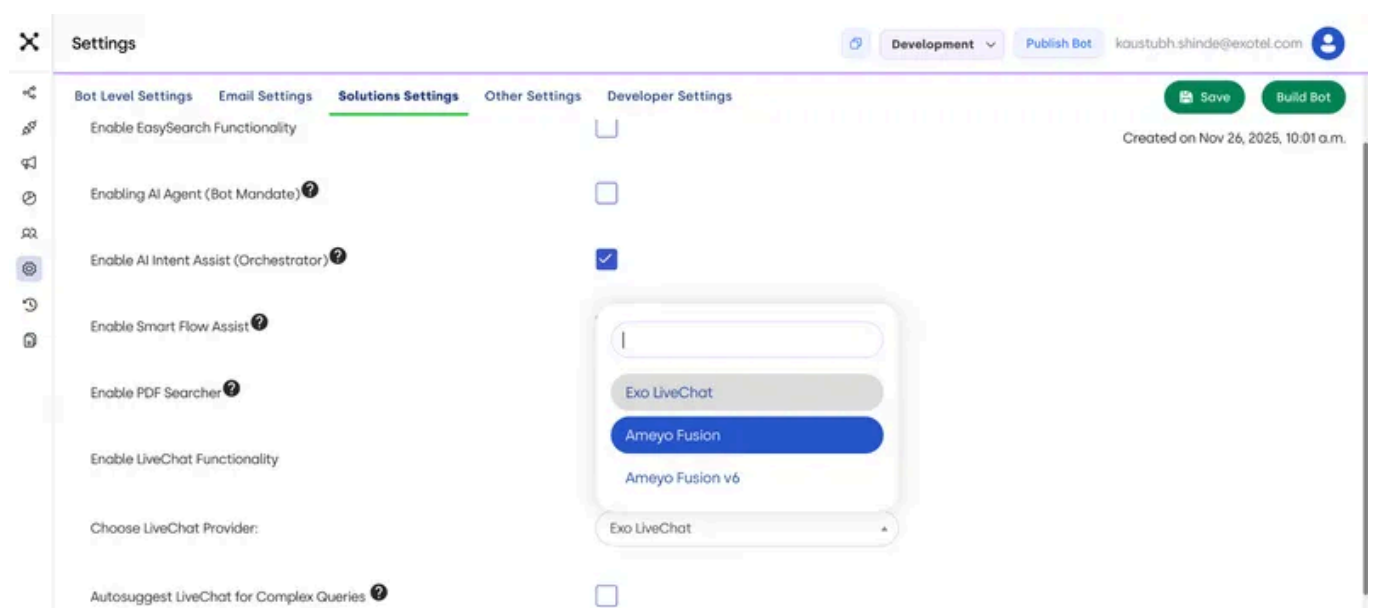 Settings
Development
Publish Bot
kaustubh.shinde@exotel.com
Bot Level Settings
Email Settings
Solutions Settings
Other Settings
Developer Settings
Save
Build Bot
Created on Nov 26, 2025, 10:01 a.m.
Enable EasySearch Functionality
Enabling AI Agent (Bot Mandate) ?
Enable AI Intent Assist (Orchestrator) ?
Enable Smart Flow Assist ?
Enable PDF Searcher ?
Enable LiveChat Functionality
Exo LiveChat
Ameyo Fusion
Ameyo Fusion v6
Choose LiveChat Provider:
Exo LiveChat
Autosuggest LiveChat for Complex Queries ?